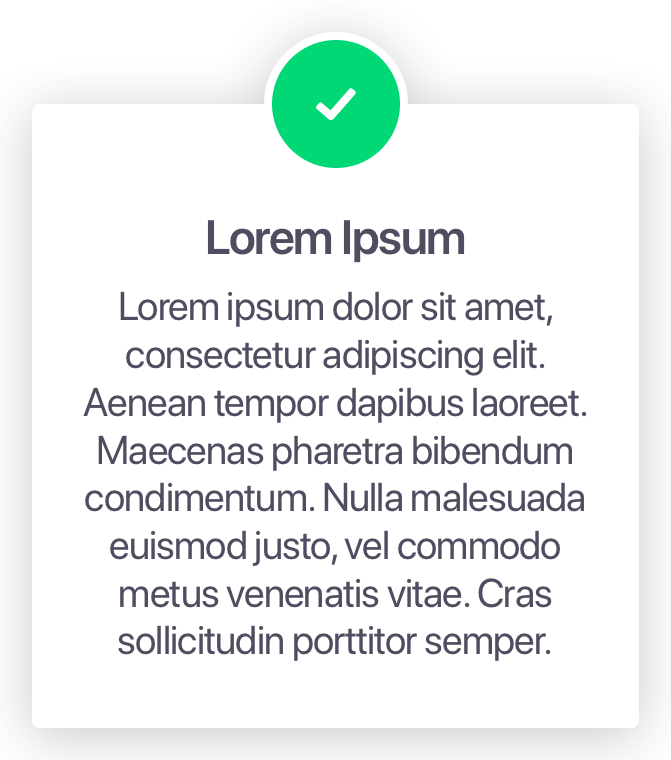 Lorem Ipsum
Lorem ipsum dolor sit amet,
consectetur adipiscing elit.
Aenean tempor dapibus laoreet.
Maecenas pharetra bibendum
condimentum. Nulla malesuada
euismod justo, vel commodo
metus venenatis vitae. Cras
sollicitudin porttitor semper.